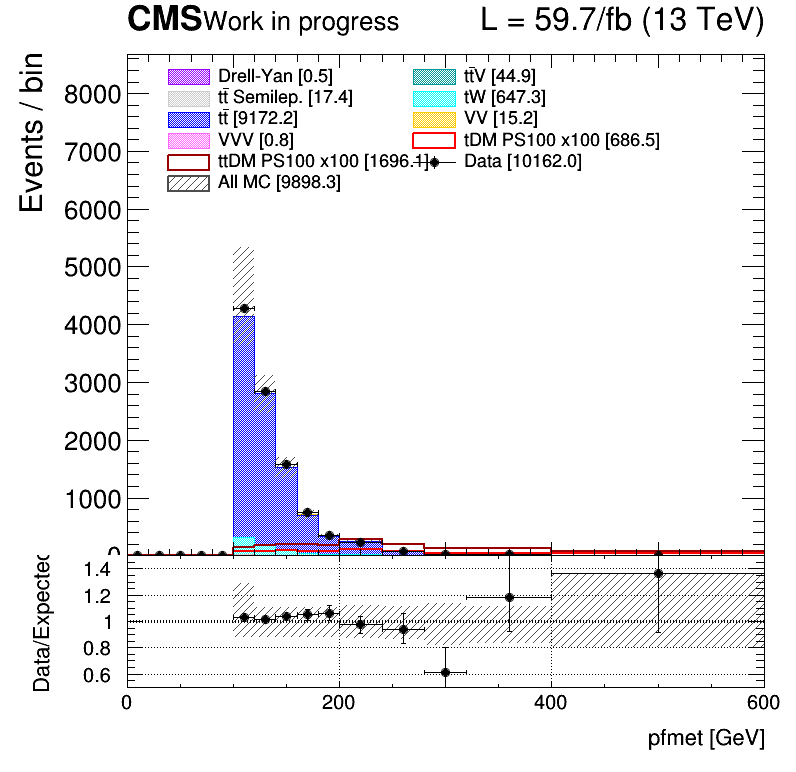 CMS Work in progress L = 59.7/fb (13 TeV)
Events / bin
8000
7000
6000
5000
4000
3000
2000
1000
0
Drell-Yan [0.5]
tt̄V [44.9]
tt̄ Semilep. [17.4]
tW [647.3]
tt̄ [9172.2]
VV [15.2]
VVV [0.8]
tDM PS100 x100 [686.5]
ttDM PS100 x100 [1696.1]
Data [10162.0]
All MC [9898.3]
Data/Expected
1.4
1.2
1
0.8
0.6
0 200 400 600
pfmet [GeV]